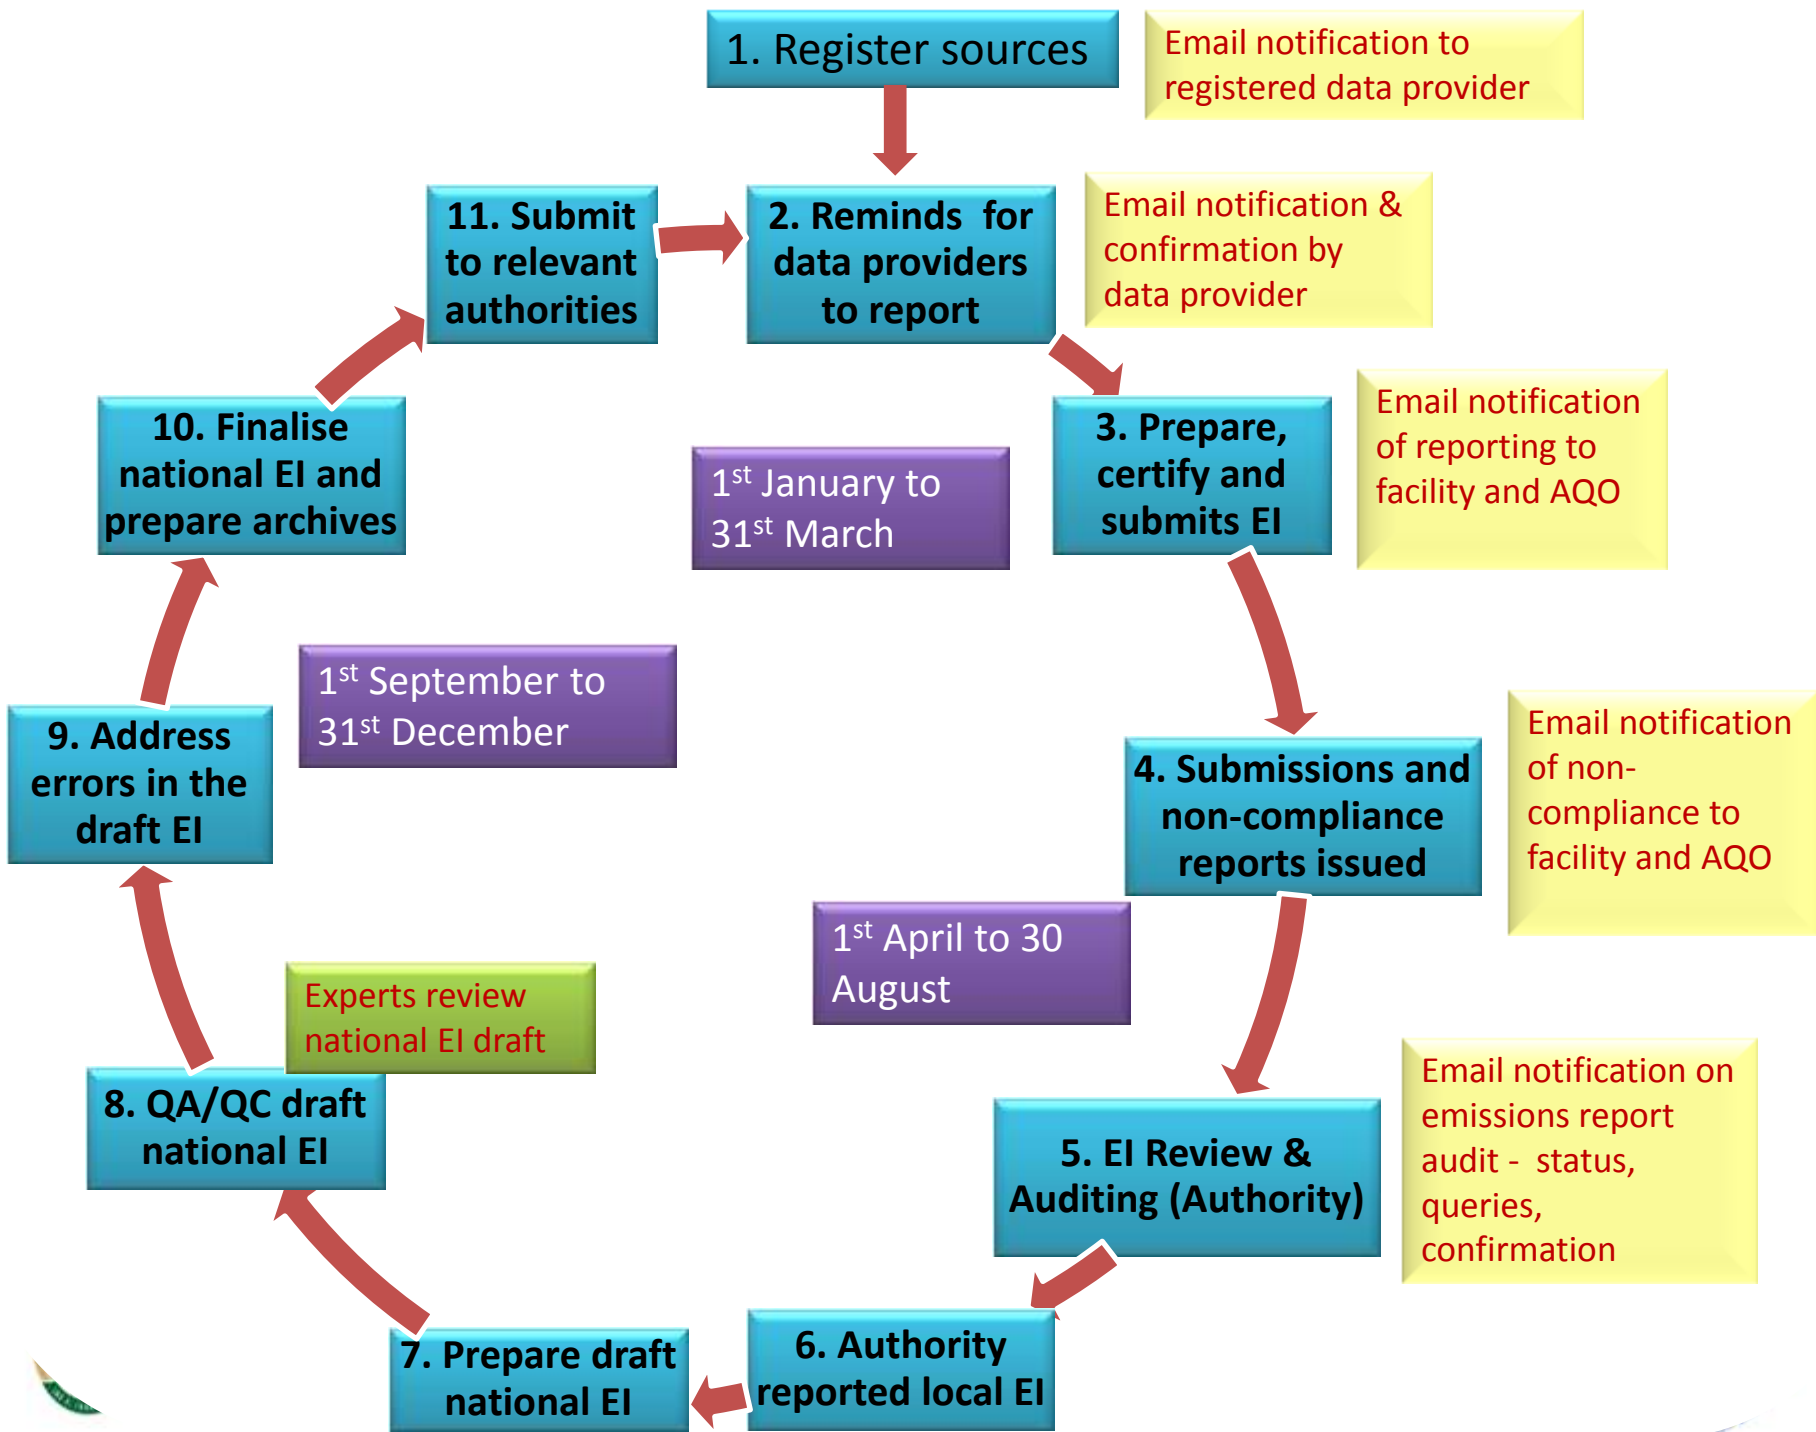 1. Register sources
Email notification to
registered data provider
2. Reminds for
data providers
to report
Email notification &
confirmation by
data provider
3. Prepare,
certify and
submits EI
Email notification
of reporting to
facility and AQO
1st January to
31st March
4. Submissions and
non-compliance
reports issued
Email notification
of non-
compliance to
facility and AQO
1st April to 30
August
5. EI Review &
Auditing (Authority)
Email notification on
emissions report
audit - status,
queries,
confirmation
6. Authority
reported local EI
7. Prepare draft
national EI
8. QA/QC draft
national EI
Experts review
national EI draft
9. Address
errors in the
draft EI
1st September to
31st December
10. Finalise
national EI and
prepare archives
11. Submit
to relevant
authorities